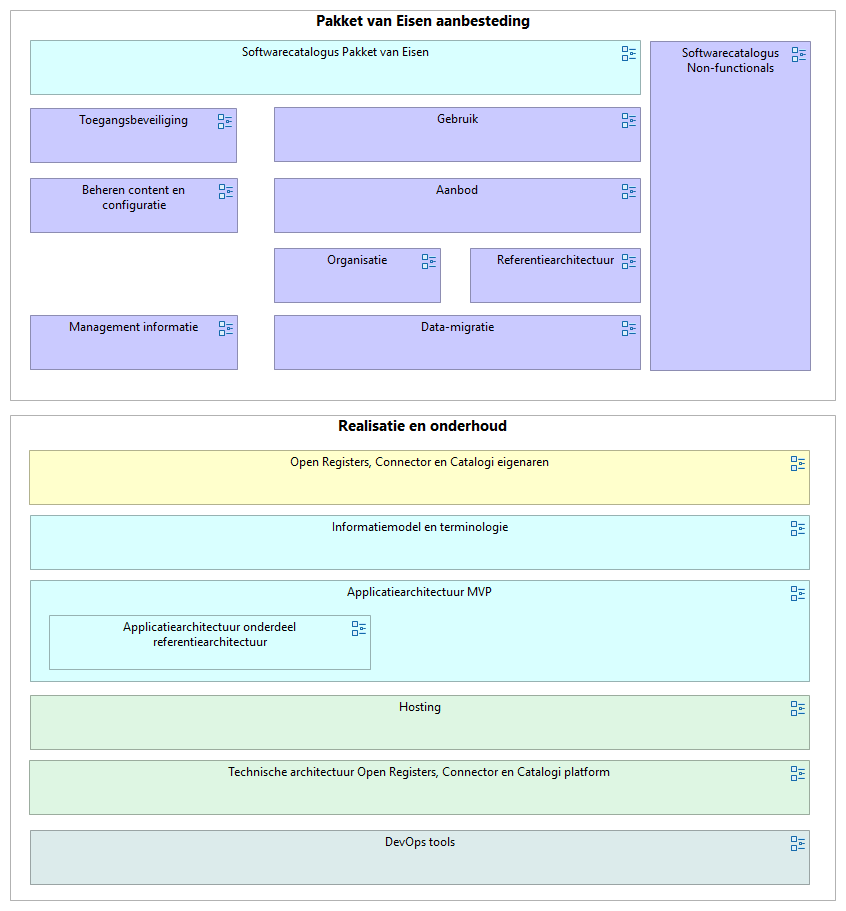 Pakket van Eisen aanbesteding
Softwarecatalogus Pakket van Eisen
Softwarecatalogus
Non-functionals
Toegangsbeveiliging
Gebruik
Beheren content en
configuratie
Aanbod
Organisatie
Referentiearchitectuur
Management informatie
Data-migratie
Realisatie en onderhoud
Open Registers, Connector en Catalogi eigenaren
Informatiemodel en terminologie
Applicatiearchitectuur MVP
Applicatiearchitectuur onderdeel
referentiearchitectuur
Hosting
Technische architectuur Open Registers, Connector en Catalogi platform
DevOps tools